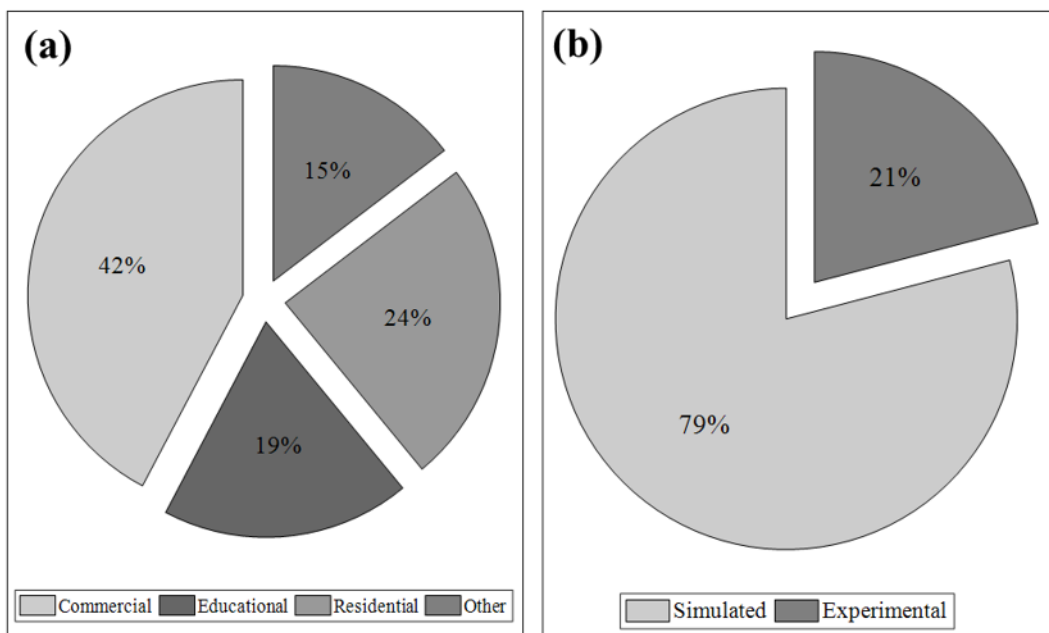 (a)
15%
42%
24%
19%
Commercial Educational Residential Other
(b)
21%
79%
Simulated Experimental